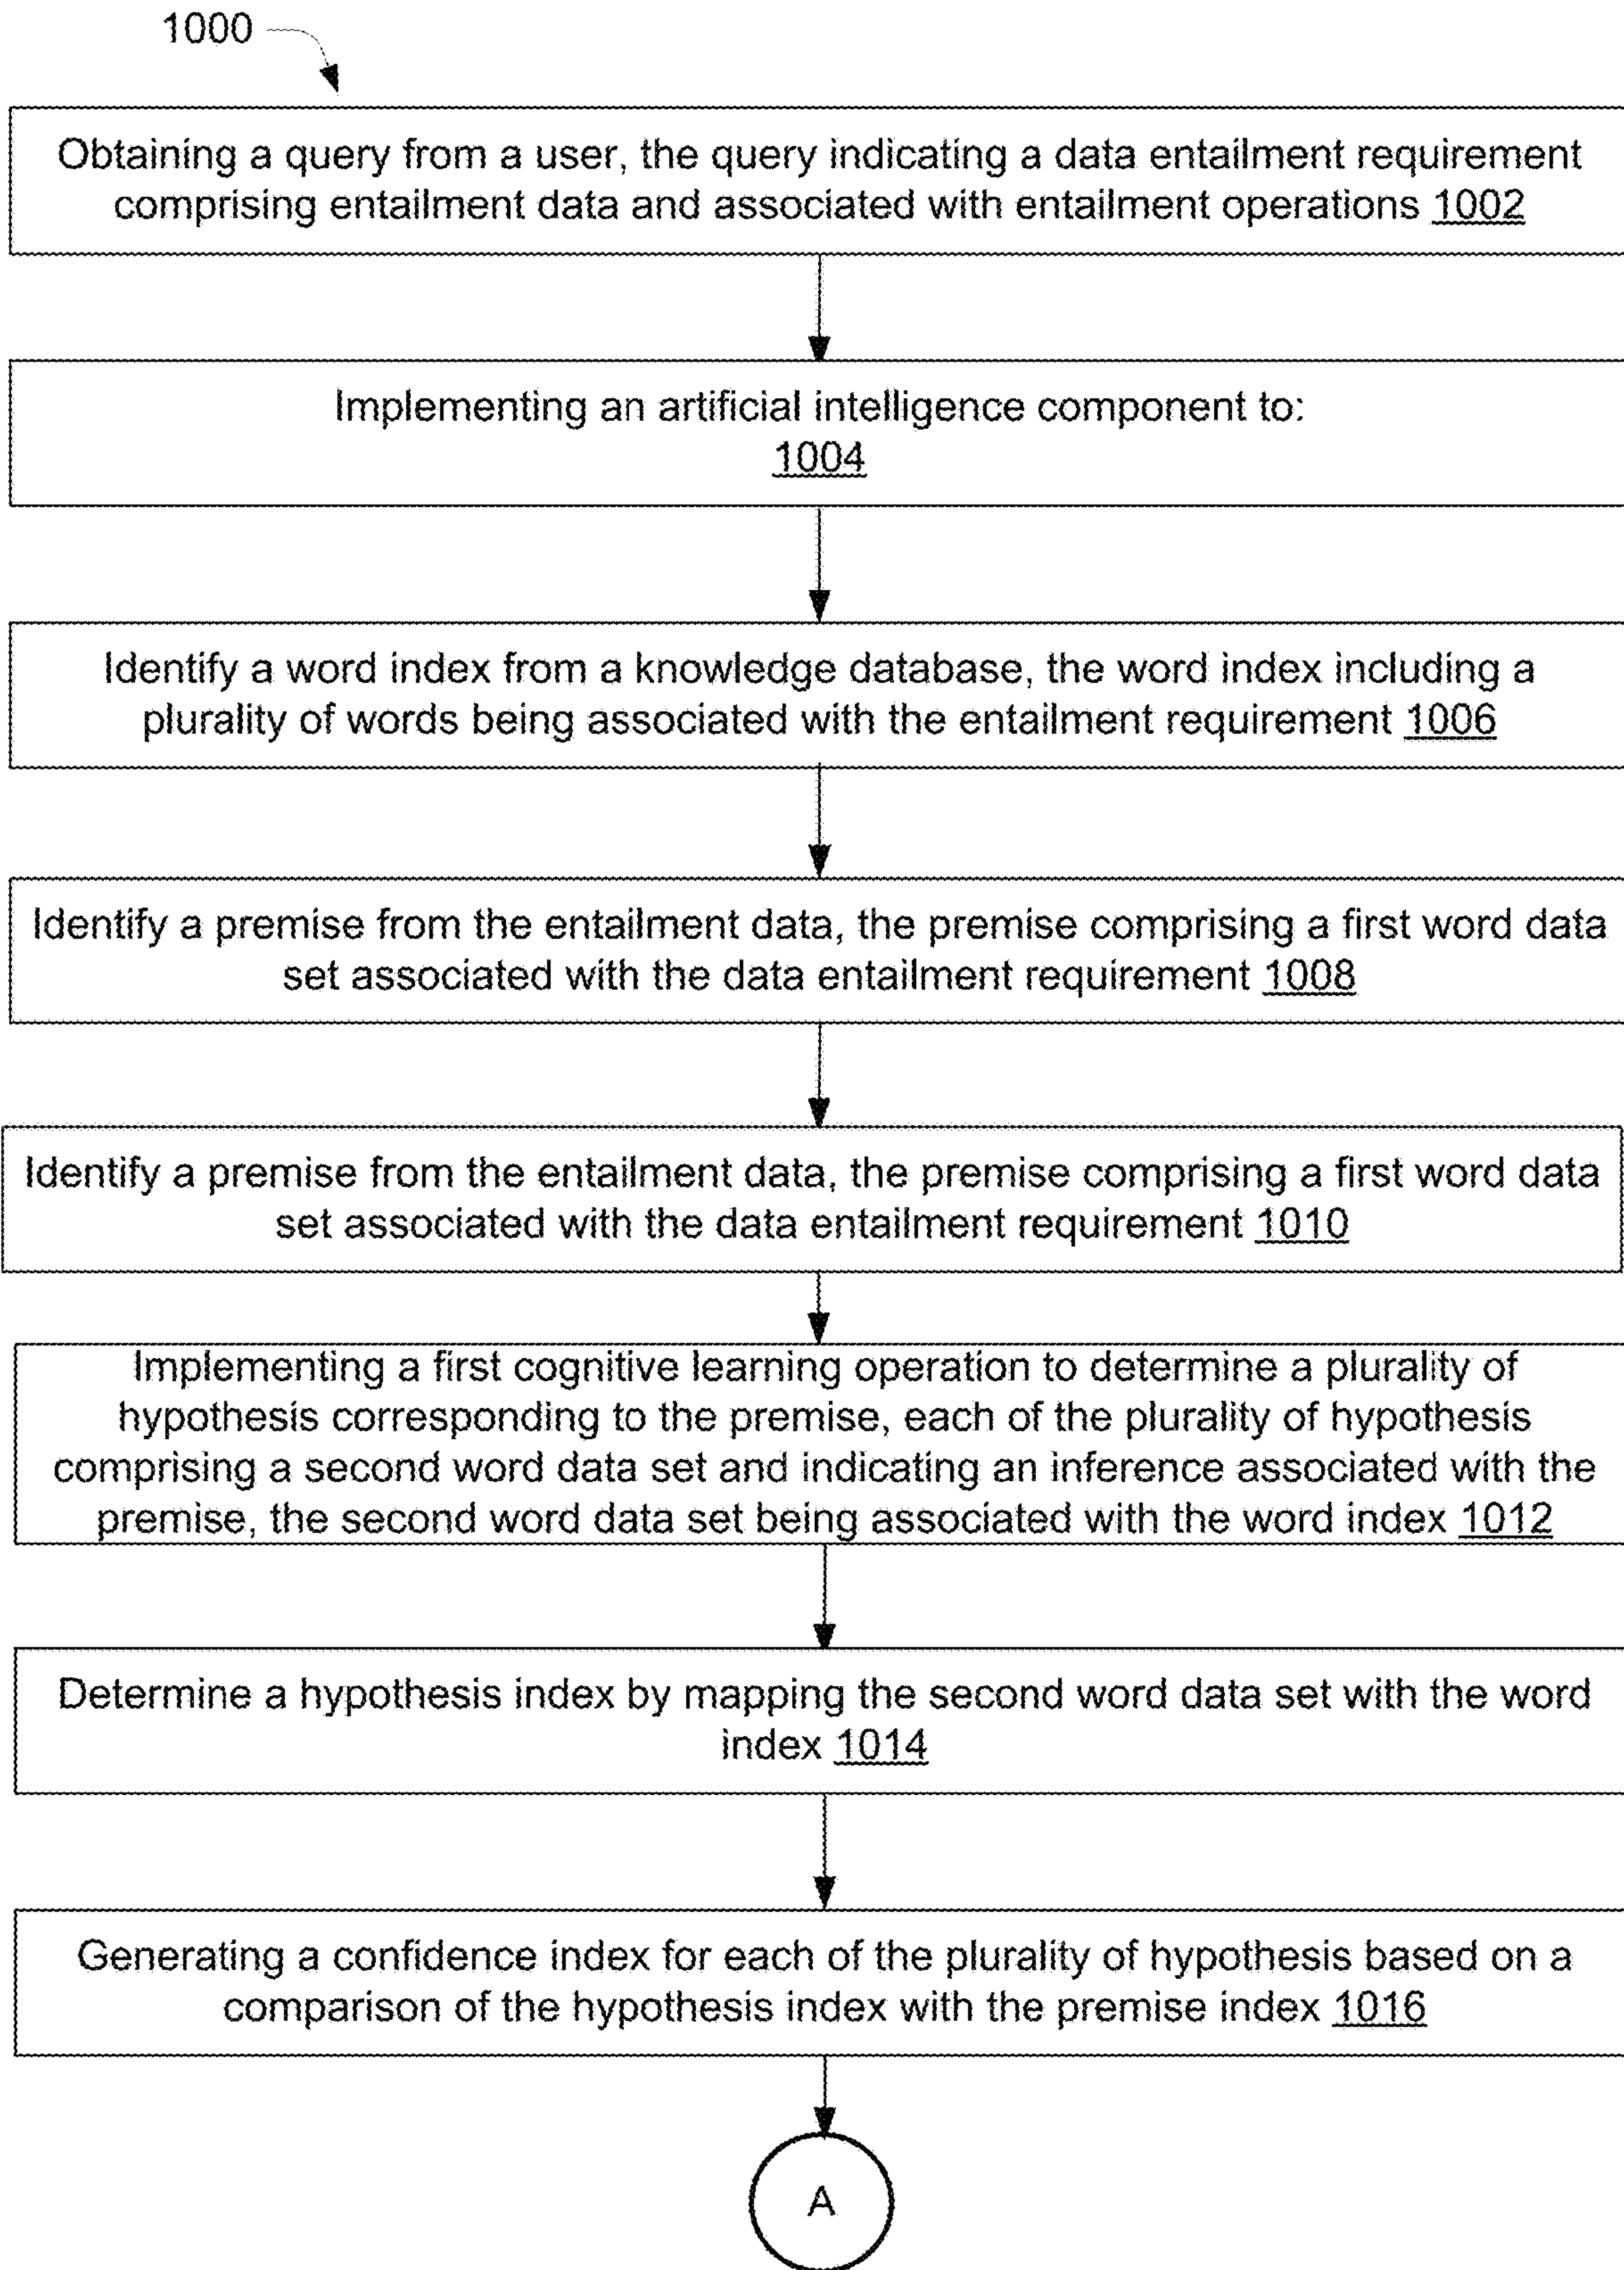 1000
Obtaining a query from a user, the query indicating a data entailment requirement
comprising entailment data and associated with entailment operations 1002
Implementing an artificial intelligence component to:
1004
Identify a word index from a knowledge database, the word index including a
plurality of words being associated with the entailment requirement 1006
Identify a premise from the entailment data, the premise comprising a first word data
set associated with the data entailment requirement 1008
Identify a premise from the entailment data, the premise comprising a first word data
set associated with the data entailment requirement 1010
Implementing a first cognitive learning operation to determine a plurality of
hypothesis corresponding to the premise, each of the plurality of hypothesis
comprising a second word data set and indicating an inference associated with the
premise, the second word data set being associated with the word index 1012
Determine a hypothesis index by mapping the second word data set with the word
index 1014
Generating a confidence index for each of the plurality of hypothesis based on a
comparison of the hypothesis index with the premise index 1016
A